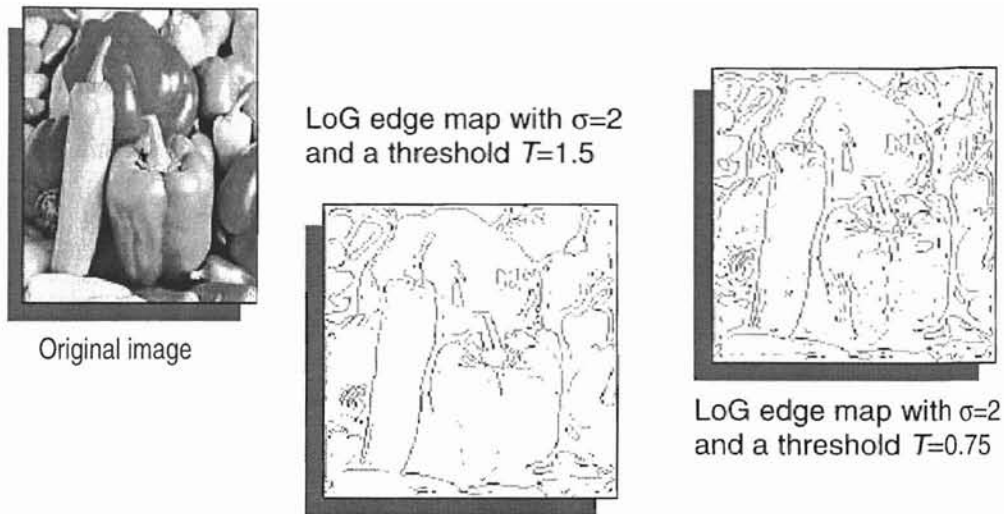 LoG edge map with σ=2
and a threshold T=1.5
Original image
LoG edge map with σ=2
and a threshold T=0.75